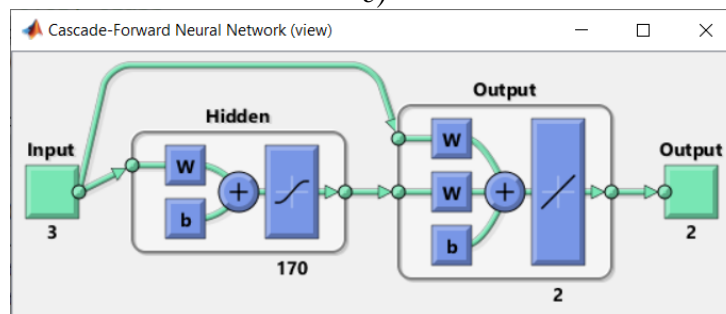 c)
Cascade-Forward Neural Network (view)
Hidden
Output
Input
Output
W
W
W
b
b
3
2
170
2